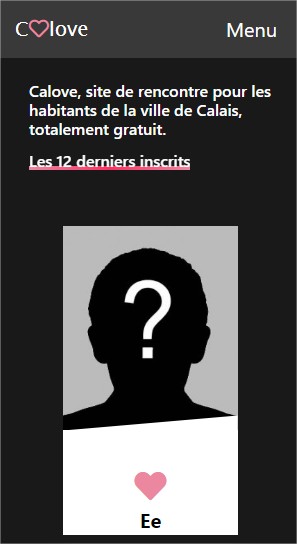 C♡love Menu
Calove, site de rencontre pour les
habitants de la ville de Calais,
totalement gratuit.
Les 12 derniers inscrits
?
Ee